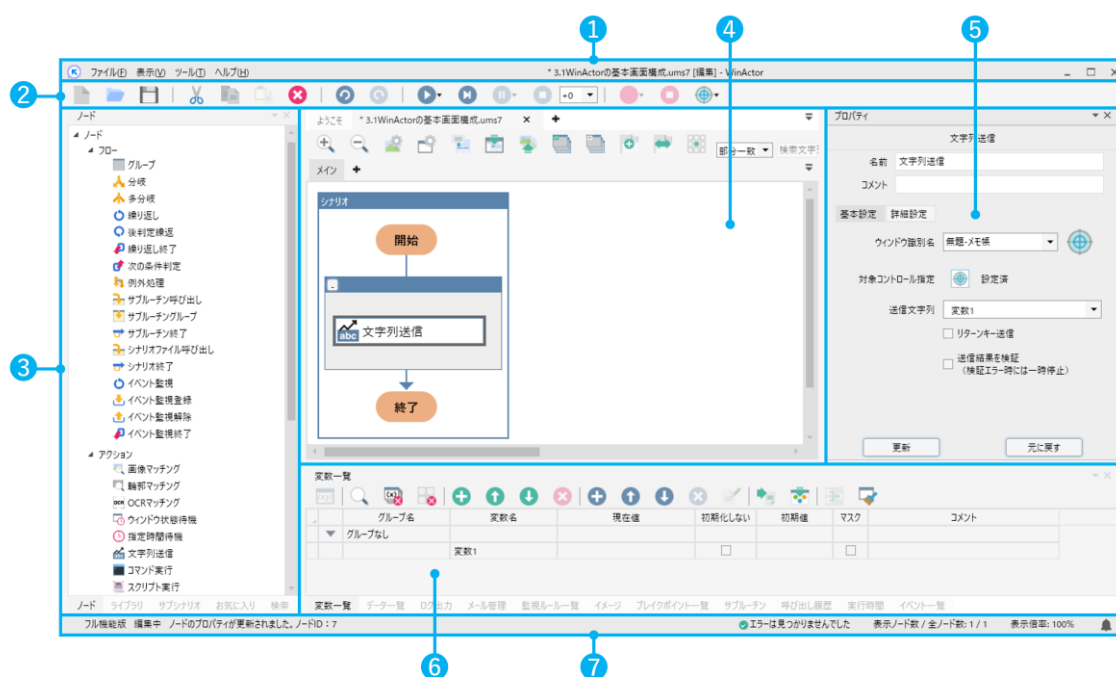 1
4
5
ファイル(F) 表示(V) ツール(T) ヘルプ(H)
* 3.1WinActorの基本画面構成.ums7 [編集] - WinActor
2
+0
ノード
ノード
フロー
グループ
分岐
多分岐
繰り返し
後判定繰返
繰り返し終了
次の条件判定
例外処理
サブルーチン呼び出し
サブルーチングループ
サブルーチン終了
シナリオファイル呼び出し
シナリオ終了
イベント監視
イベント監視登録
イベント監視解除
イベント監視終了
アクション
画像マッチング
輪郭マッチング
OCR OCRマッチング
ウィンドウ状態待機
指定時間待機
文字列送信
コマンド実行
スクリプト実行
ノード ライブラリ サブシナリオ お気に入り 検索
3
ようこそ * 3.1WinActorの基本画面構成.ums7
部分一致 検索文字
メイン
シナリオ
開始
abc 文字列送信
終了
プロパティ
文字列送信
名前 文字列送信
コメント
基本設定 詳細設定
ウィンドウ識別名 無題-メモ帳
対象コントロール指定 設定済
送信文字列 変数1
リターンキー送信
送信結果を検証
(検証エラー時には一時停止)
更新 元に戻す
変数一覧
グループ名 変数名 現在値 初期化しない 初期値 マスク コメント
グループなし
変数1
変数一覧 データ一覧 ログ出力 メール管理 監視ルール一覧 イメージ ブレイクポイント一覧 サブルーチン 呼び出し履歴 実行時間 イベント一覧
フル機能版 編集中 ノードのプロパティが更新されました。ノードID:7
エラーは見つかりませんでした 表示ノード数 / 全ノード数: 1 / 1 表示倍率: 100%
6
7